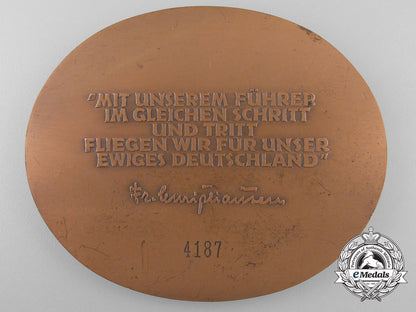 "MIT UNSEREM FÜHRER
IM GLEICHEN SCHRITT
UND TRITT
FLIEGEN WIR FÜR UNSER
EWIGES DEUTSCHLAND"
4187
eMedals